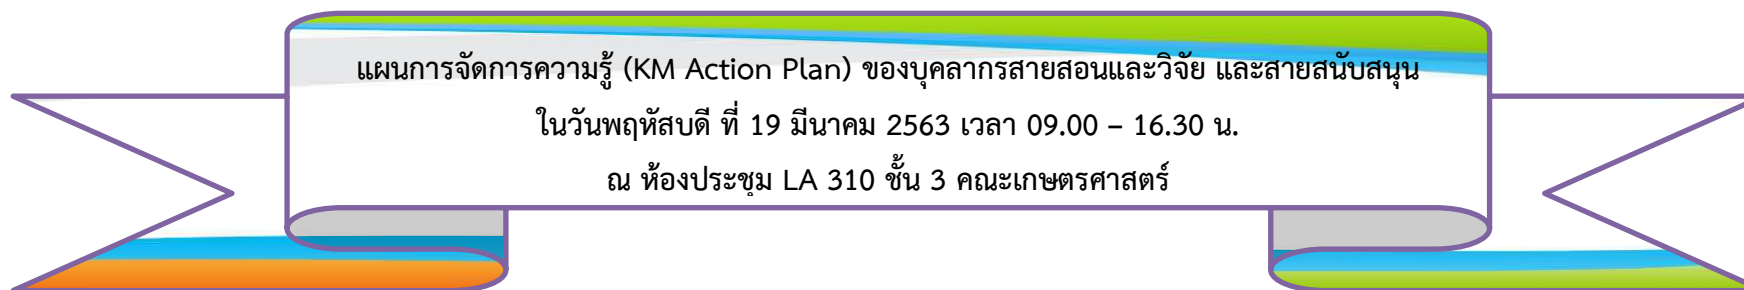 แผนการจัดการความรู้ (KM Action Plan) ของบุคลากรสายสอนและวิจัย และสายสนับสนุน
ในวันพฤหัสบดี ที่ 19 มีนาคม 2563 เวลา 09.00 – 16.30 น.
ณ ห้องประชุม LA 310 ชั้น 3 คณะเกษตรศาสตร์